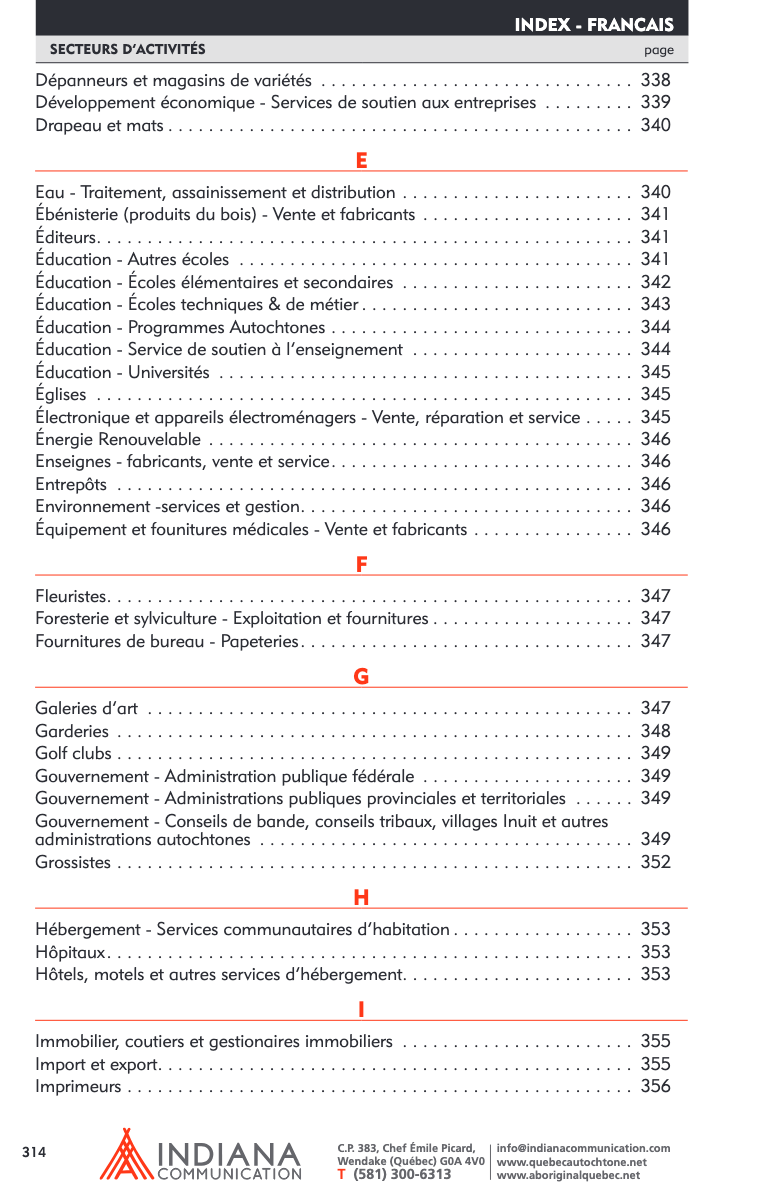 INDEX - FRANCAIS
SECTEURS D’ACTIVITÉS page
Dépanneurs et magasins de variétés . . . . . . . . . . . . . . . . . . . . . . . . . . . . . . . 338
Développement économique - Services de soutien aux entreprises . . . . . . . . . 339
Drapeau et mats . . . . . . . . . . . . . . . . . . . . . . . . . . . . . . . . . . . . . . . . . . . . . . 340
E
Eau - Traitement, assainissement et distribution . . . . . . . . . . . . . . . . . . . . . . . 340
Ébénisterie (produits du bois) - Vente et fabricants . . . . . . . . . . . . . . . . . . . . . 341
Éditeurs. . . . . . . . . . . . . . . . . . . . . . . . . . . . . . . . . . . . . . . . . . . . . . . . . . . . . 341
Éducation - Autres écoles . . . . . . . . . . . . . . . . . . . . . . . . . . . . . . . . . . . . . . . 341
Éducation - Écoles élémentaires et secondaires . . . . . . . . . . . . . . . . . . . . . . . 342
Éducation - Écoles techniques & de métier . . . . . . . . . . . . . . . . . . . . . . . . . . . 343
Éducation - Programmes Autochtones . . . . . . . . . . . . . . . . . . . . . . . . . . . . . . 344
Éducation - Service de soutien à l’enseignement . . . . . . . . . . . . . . . . . . . . . . 344
Éducation - Universités . . . . . . . . . . . . . . . . . . . . . . . . . . . . . . . . . . . . . . . . . 345
Églises . . . . . . . . . . . . . . . . . . . . . . . . . . . . . . . . . . . . . . . . . . . . . . . . . . . . . 345
Électronique et appareils électroménagers - Vente, réparation et service . . . . . 345
Énergie Renouvelable . . . . . . . . . . . . . . . . . . . . . . . . . . . . . . . . . . . . . . . . . . 346
Enseignes - fabricants, vente et service. . . . . . . . . . . . . . . . . . . . . . . . . . . . . . 346
Entrepôts . . . . . . . . . . . . . . . . . . . . . . . . . . . . . . . . . . . . . . . . . . . . . . . . . . . 346
Environnement -services et gestion. . . . . . . . . . . . . . . . . . . . . . . . . . . . . . . . . 346
Équipement et founitures médicales - Vente et fabricants . . . . . . . . . . . . . . . . 346
F
Fleuristes. . . . . . . . . . . . . . . . . . . . . . . . . . . . . . . . . . . . . . . . . . . . . . . . . . . . 347
Foresterie et sylviculture - Exploitation et fournitures . . . . . . . . . . . . . . . . . . . . 347
Fournitures de bureau - Papeteries. . . . . . . . . . . . . . . . . . . . . . . . . . . . . . . . . 347
G
Galeries d’art . . . . . . . . . . . . . . . . . . . . . . . . . . . . . . . . . . . . . . . . . . . . . . . . 347
Garderies . . . . . . . . . . . . . . . . . . . . . . . . . . . . . . . . . . . . . . . . . . . . . . . . . . . 348
Golf clubs . . . . . . . . . . . . . . . . . . . . . . . . . . . . . . . . . . . . . . . . . . . . . . . . . . . 349
Gouvernement - Administration publique fédérale . . . . . . . . . . . . . . . . . . . . . 349
Gouvernement - Administrations publiques provinciales et territoriales . . . . . . 349
Gouvernement - Conseils de bande, conseils tribaux, villages Inuit et autres
administrations autochtones . . . . . . . . . . . . . . . . . . . . . . . . . . . . . . . . . . . . . 349
Grossistes . . . . . . . . . . . . . . . . . . . . . . . . . . . . . . . . . . . . . . . . . . . . . . . . . . . 352
H
Hébergement - Services communautaires d’habitation . . . . . . . . . . . . . . . . . . 353
Hôpitaux. . . . . . . . . . . . . . . . . . . . . . . . . . . . . . . . . . . . . . . . . . . . . . . . . . . . 353
Hôtels, motels et autres services d’hébergement. . . . . . . . . . . . . . . . . . . . . . . 353
I
Immobilier, coutiers et gestionaires immobiliers . . . . . . . . . . . . . . . . . . . . . . . 355
Import et export. . . . . . . . . . . . . . . . . . . . . . . . . . . . . . . . . . . . . . . . . . . . . . . 355
Imprimeurs . . . . . . . . . . . . . . . . . . . . . . . . . . . . . . . . . . . . . . . . . . . . . . . . . . 356
314
INDIANA
COMMUNICATION
C.P. 383, Chef Émile Picard,
Wendake (Québec) G0A 4V0
T (581) 300-6313
info@indianacommunication.com
www.quebecautochtone.net
www.aboriginalquebec.net